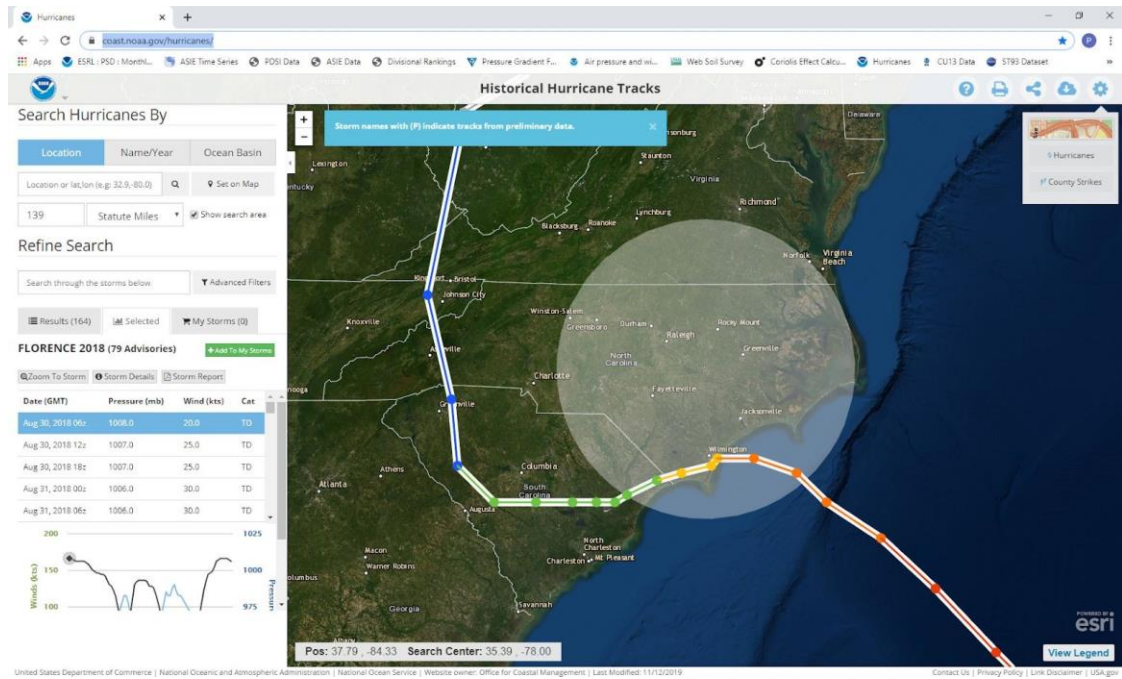 Hurricanes
coast.noaa.gov/hurricanes/
P
Apps ESRL : PSD : Monthl... ASIE Time Series PDSI Data ASIE Data Divisional Rankings Pressure Gradient F... Air pressure and wi... Web Soil Survey Coriolis Effect Calcu... Hurricanes CU13 Data ST93 Dataset
Historical Hurricane Tracks
Search Hurricanes By
Location Name/Year Ocean Basin
Location or lat,lon (e.g: 32.9,-80.0) Set on Map
139 Statute Miles Show search area
Refine Search
Search through the storms below Advanced Filters
Results (164) Selected My Storms (0)
FLORENCE 2018 (79 Advisories) +Add To My Storms
Zoom To Storm Storm Details Storm Report
Date (GMT) Pressure (mb) Wind (kts) Cat
Aug 30, 2018 06z 1008.0 20.0 TD
Aug 30, 2018 12z 1007.0 25.0 TD
Aug 30, 2018 18z 1007.0 25.0 TD
Aug 31, 2018 00z 1006.0 30.0 TD
Aug 31, 2018 06z 1006.0 30.0 TD
200 1025
150 1000
100 975
Winds (kts)
Pressur
+
−
Storm names with (P) indicate tracks from preliminary data. ×
Hurricanes
County Strikes
Delaware
risonburg
Staunton
Lexington
entucky
Virginia
Richmond
Lynchburg
Blacksburg Roanoke
Norfolk Virginia
Beach
Bristol
Johnson City
Winston-Salem
Greensboro Durham Rocky Mount
Knoxville
Raleigh
Greenville
North
Carolina
Charlotte
Fayetteville
nooga
Jacksonville
Wilmington
Athens
Columbia
Atlanta
South
Carolina
Augusta
North
Charleston
Charleston Mt Pleasant
Macon
Warner Robins
olumbus
Savannah
Georgia
POWERED BY
esri
Pos: 37.79 , -84.33 Search Center: 35.39 , -78.00
View Legend
United States Department of Commerce | National Oceanic and Atmospheric Administration | National Ocean Service | Website owner: Office for Coastal Management | Last Modified: 11/12/2019
Contact Us | Privacy Policy | Link Disclaimer | USA.gov